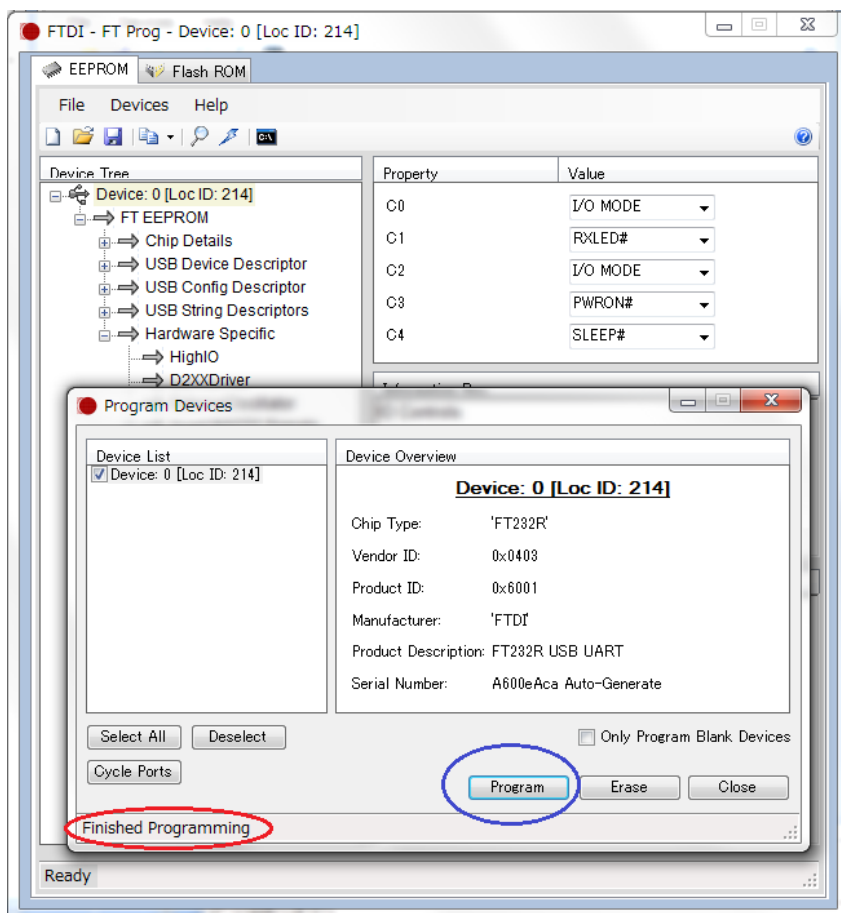 FTDI - FT Prog - Device: 0 [Loc ID: 214]
EEPROM Flash ROM
File Devices Help
C:\
Device Tree
Device: 0 [Loc ID: 214]
FT EEPROM
Chip Details
USB Device Descriptor
USB Config Descriptor
USB String Descriptors
Hardware Specific
HighIO
D2XXDriver
Property Value
C0 I/O MODE
C1 RXLED#
C2 I/O MODE
C3 PWRON#
C4 SLEEP#
Program Devices
Device List
Device: 0 [Loc ID: 214]
Device Overview
Device: 0 [Loc ID: 214]
Chip Type: 'FT232R'
Vendor ID: 0x0403
Product ID: 0x6001
Manufacturer: 'FTDI'
Product Description: FT232R USB UART
Serial Number: A600eAca Auto-Generate
Select All Deselect
Only Program Blank Devices
Cycle Ports
Program Erase Close
Finished Programming
Ready